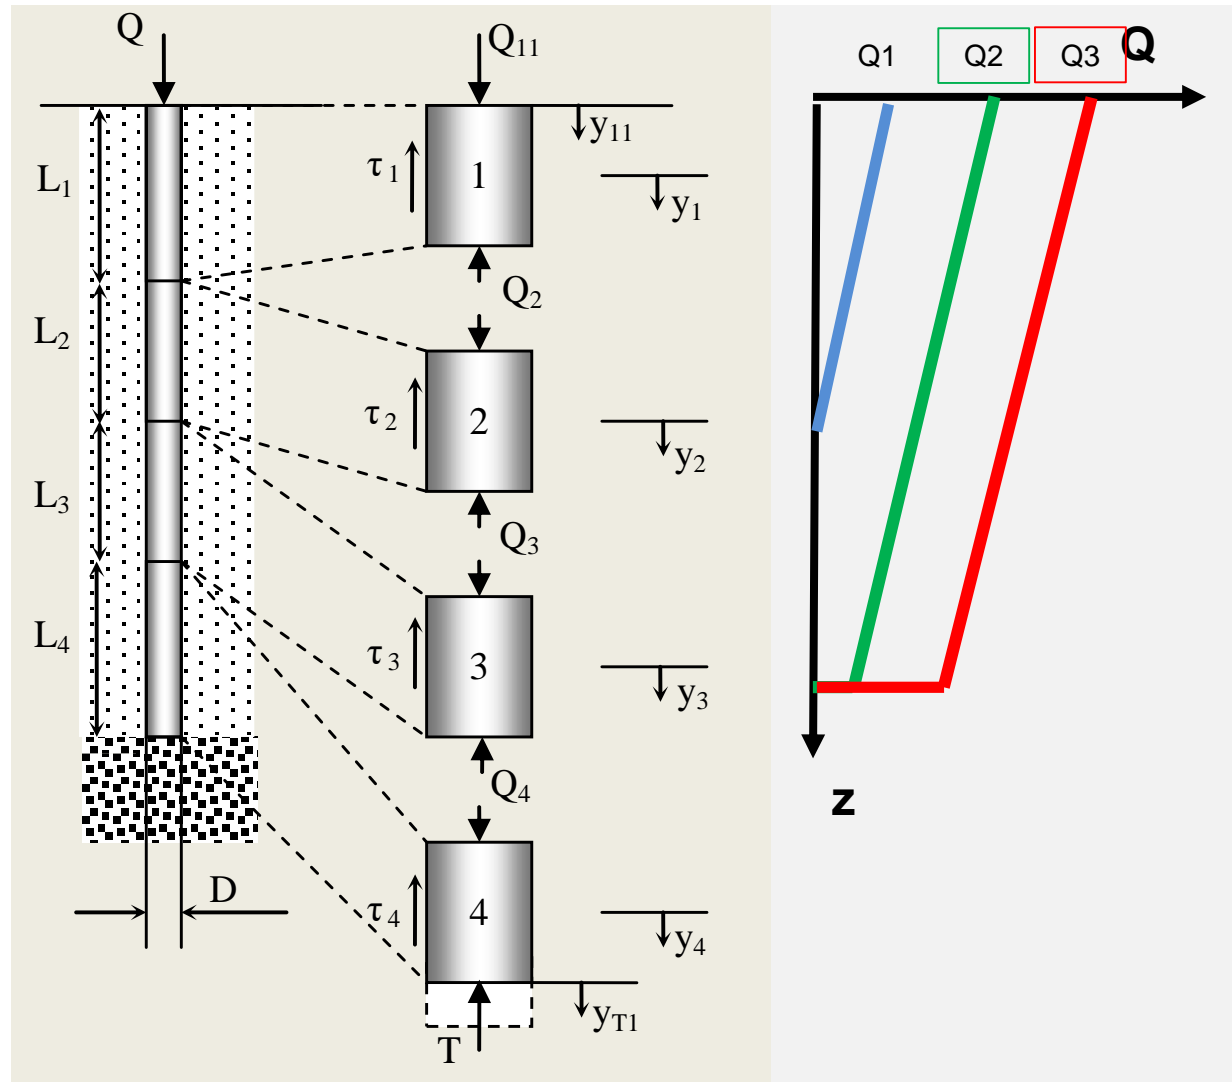 Q
Q₁₁
y₁₁
L₁
τ₁
1
y₁
Q₂
L₂
τ₂
2
y₂
Q₃
L₃
τ₃
3
y₃
L₄
Q₄
D
τ₄
4
y₄
y_T1
T
Q1
Q2
Q3
Q
z